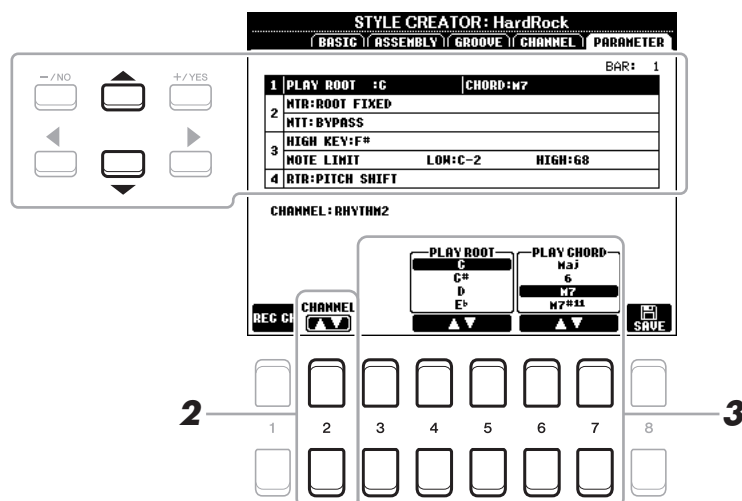 STYLE CREATOR: HardRock
BASIC ASSEMBLY GROOVE CHANNEL PARAMETER
BAR: 1
1 PLAY ROOT :C CHORD:M7
2 NTR:ROOT FIXED
NTT:BYPASS
3 HIGH KEY:F#
NOTE LIMIT LOW:C-2 HIGH:G8
4 RTR:PITCH SHIFT
CHANNEL:RHYTHM2
-/NO +/YES
PLAY ROOT PLAY CHORD
C Maj
C# 6
D M7
E♭ M7#11
REC CH CHANNEL SAVE
2 3
1 2 3 4 5 6 7 8